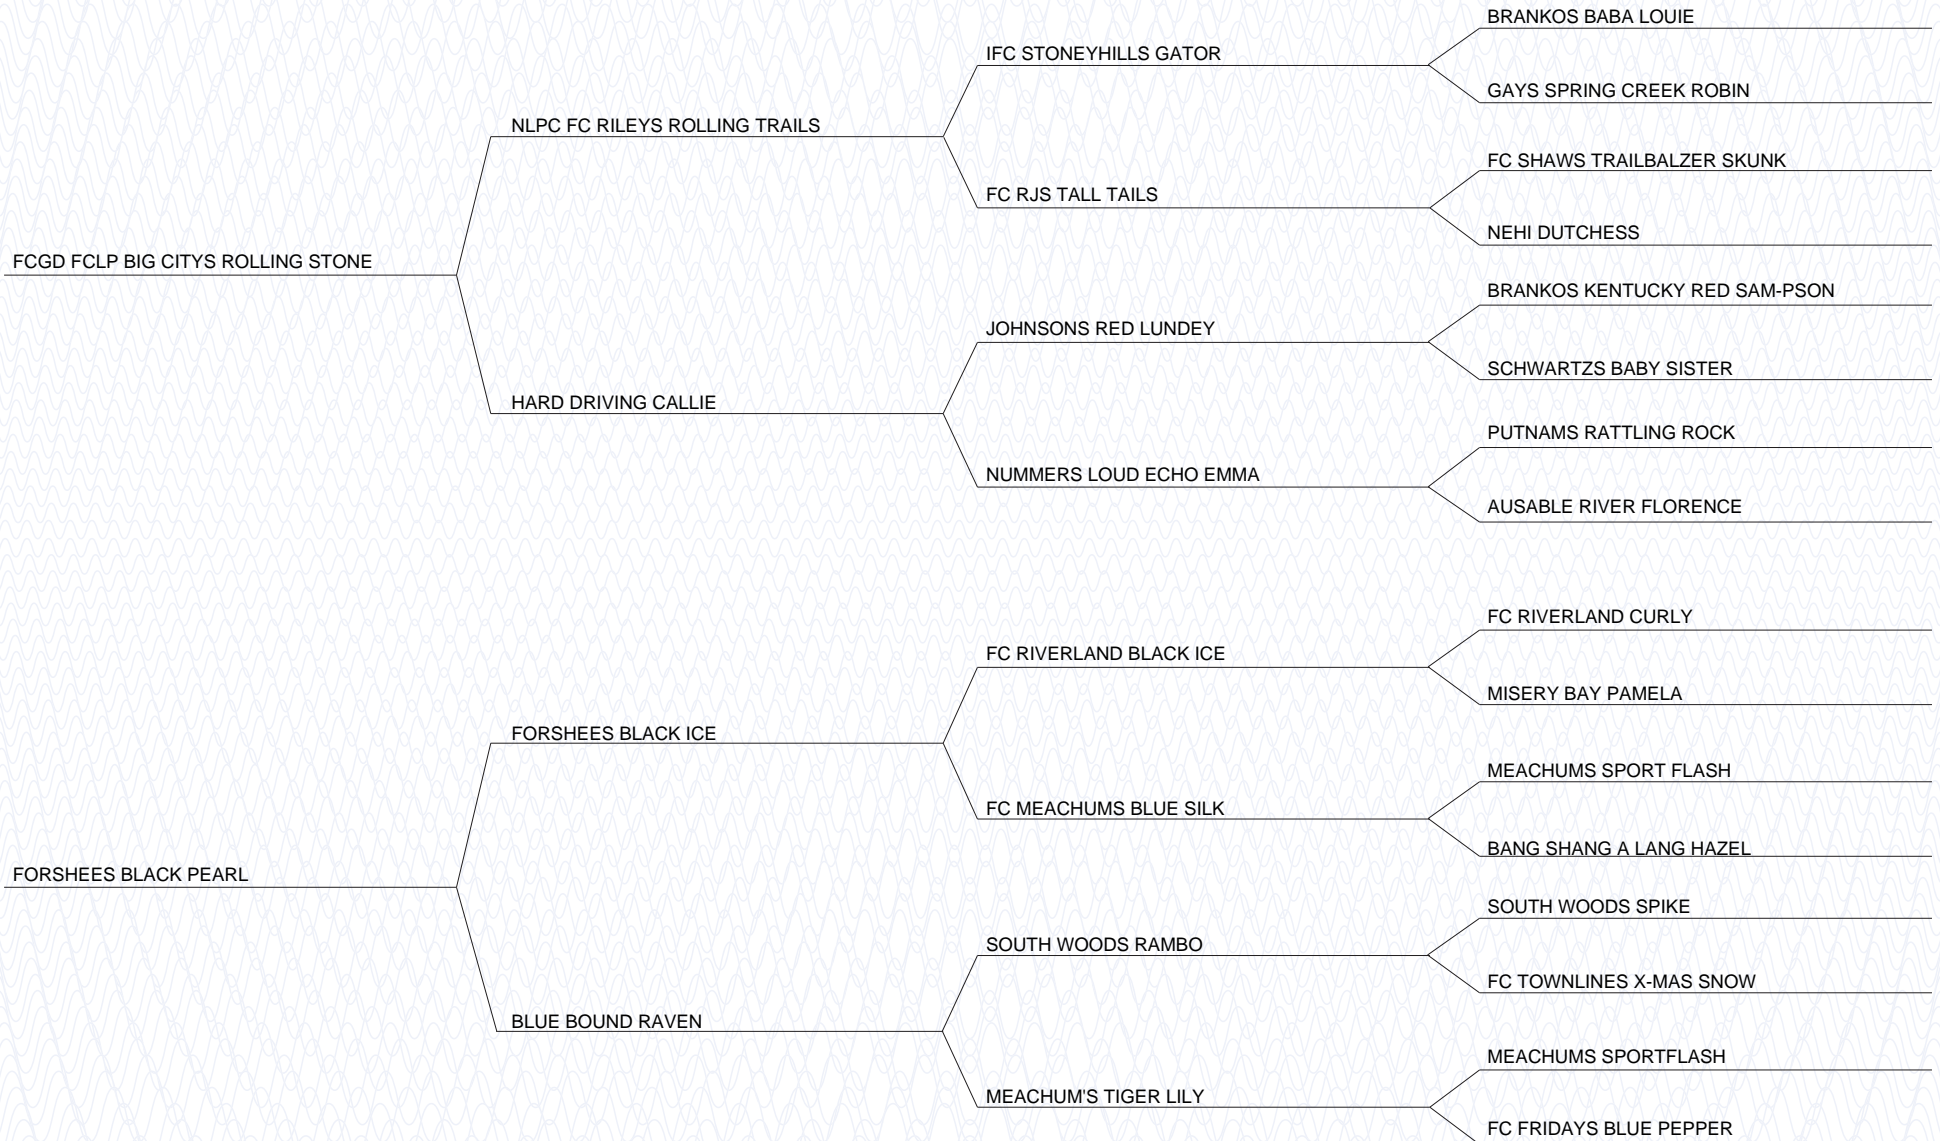 BRANKOS BABA LOUIE
IFC STONEYHILLS GATOR
GAYS SPRING CREEK ROBIN
NLPC FC RILEYS ROLLING TRAILS
FC SHAWS TRAILBALZER SKUNK
FC RJS TALL TAILS
NEHI DUTCHESS
FCGD FCLP BIG CITYS ROLLING STONE
BRANKOS KENTUCKY RED SAM-PSON
JOHNSONS RED LUNDEY
SCHWARTZS BABY SISTER
HARD DRIVING CALLIE
PUTNAMS RATTLING ROCK
NUMMERS LOUD ECHO EMMA
AUSABLE RIVER FLORENCE
FC RIVERLAND CURLY
FC RIVERLAND BLACK ICE
MISERY BAY PAMELA
FORSHEES BLACK ICE
MEACHUMS SPORT FLASH
FC MEACHUMS BLUE SILK
BANG SHANG A LANG HAZEL
FORSHEES BLACK PEARL
SOUTH WOODS SPIKE
SOUTH WOODS RAMBO
FC TOWNLINES X-MAS SNOW
BLUE BOUND RAVEN
MEACHUMS SPORTFLASH
MEACHUM'S TIGER LILY
FC FRIDAYS BLUE PEPPER